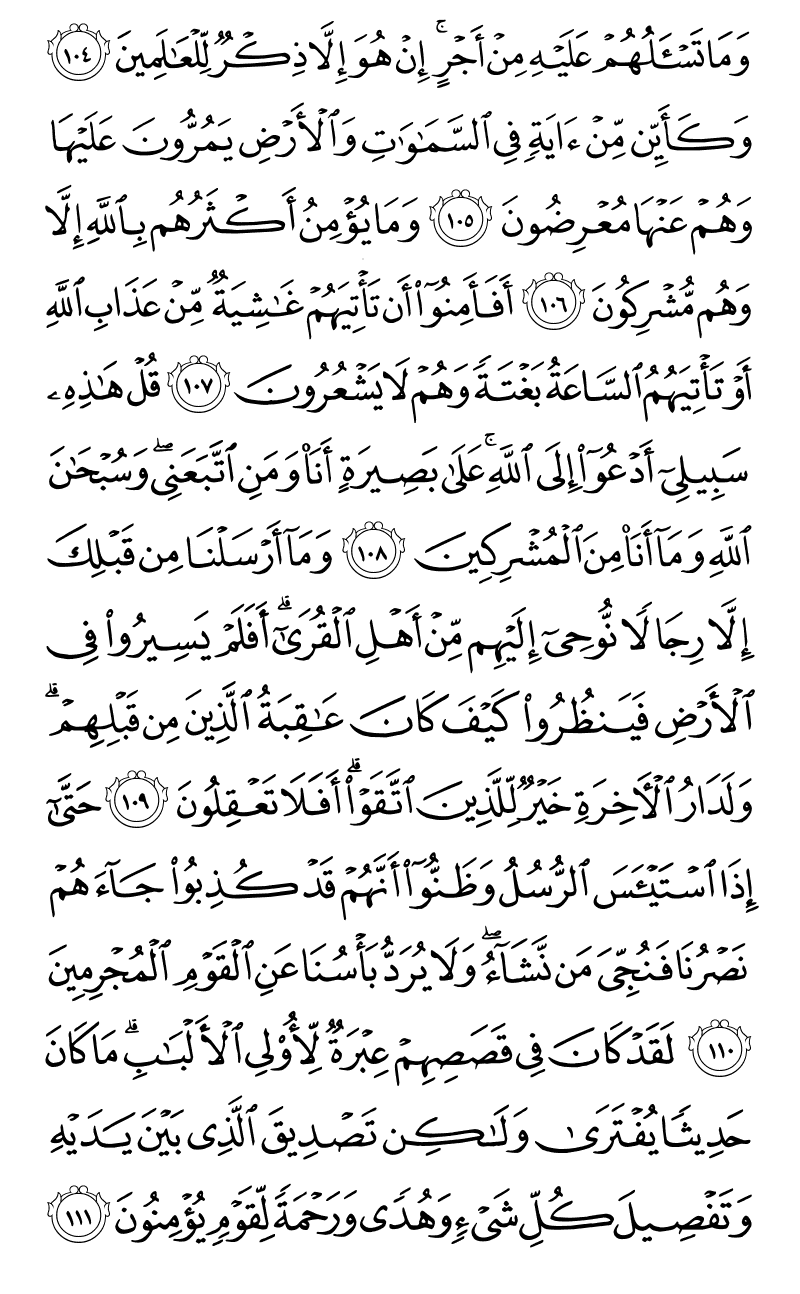 وَمَا تَسْـَٔلُهُمْ عَلَيْهِ مِنْ أَجْرٍ ۚ إِنْ هُوَ إِلَّا ذِكْرٌ لِّلْعَٰلَمِينَ ١٠٤
وَكَأَيِّن مِّنْ ءَايَةٍ فِى ٱلسَّمَٰوَٰتِ وَٱلْأَرْضِ يَمُرُّونَ عَلَيْهَا
وَهُمْ عَنْهَا مُعْرِضُونَ ١٠٥ وَمَا يُؤْمِنُ أَكْثَرُهُم بِٱللَّهِ إِلَّا
وَهُم مُّشْرِكُونَ ١٠٦ أَفَأَمِنُوٓا۟ أَن تَأْتِيَهُمْ غَٰشِيَةٌ مِّنْ عَذَابِ ٱللَّهِ
أَوْ تَأْتِيَهُمُ ٱلسَّاعَةُ بَغْتَةً وَهُمْ لَا يَشْعُرُونَ ١٠٧ قُلْ هَٰذِهِۦ
سَبِيلِىٓ أَدْعُوٓا۟ إِلَى ٱللَّهِ ۚ عَلَىٰ بَصِيرَةٍ أَنَا۠ وَمَنِ ٱتَّبَعَنِى ۖ وَسُبْحَٰنَ
ٱللَّهِ وَمَآ أَنَا۠ مِنَ ٱلْمُشْرِكِينَ ١٠٨ وَمَآ أَرْسَلْنَا مِن قَبْلِكَ
إِلَّا رِجَالًا نُّوحِىٓ إِلَيْهِم مِّنْ أَهْلِ ٱلْقُرَىٰٓ ۗ أَفَلَمْ يَسِيرُوا۟ فِى
ٱلْأَرْضِ فَيَنظُرُوا۟ كَيْفَ كَانَ عَٰقِبَةُ ٱلَّذِينَ مِن قَبْلِهِمْ ۗ
وَلَدَارُ ٱلْـَٔاخِرَةِ خَيْرٌ لِّلَّذِينَ ٱتَّقَوْا۟ ۗ أَفَلَا تَعْقِلُونَ ١٠٩ حَتَّىٰٓ
إِذَا ٱسْتَيْـَٔسَ ٱلرُّسُلُ وَظَنُّوٓا۟ أَنَّهُمْ قَدْ كُذِبُوا۟ جَآءَهُمْ
نَصْرُنَا فَنُجِّىَ مَن نَّشَآءُ ۖ وَلَا يُرَدُّ بَأْسُنَا عَنِ ٱلْقَوْمِ ٱلْمُجْرِمِينَ
١١٠ لَقَدْ كَانَ فِى قَصَصِهِمْ عِبْرَةٌ لِّأُو۟لِى ٱلْأَلْبَٰبِ ۗ مَا كَانَ
حَدِيثًا يُفْتَرَىٰ وَلَٰكِن تَصْدِيقَ ٱلَّذِى بَيْنَ يَدَيْهِ
وَتَفْصِيلَ كُلِّ شَىْءٍ وَهُدًى وَرَحْمَةً لِّقَوْمٍ يُؤْمِنُونَ ١١١